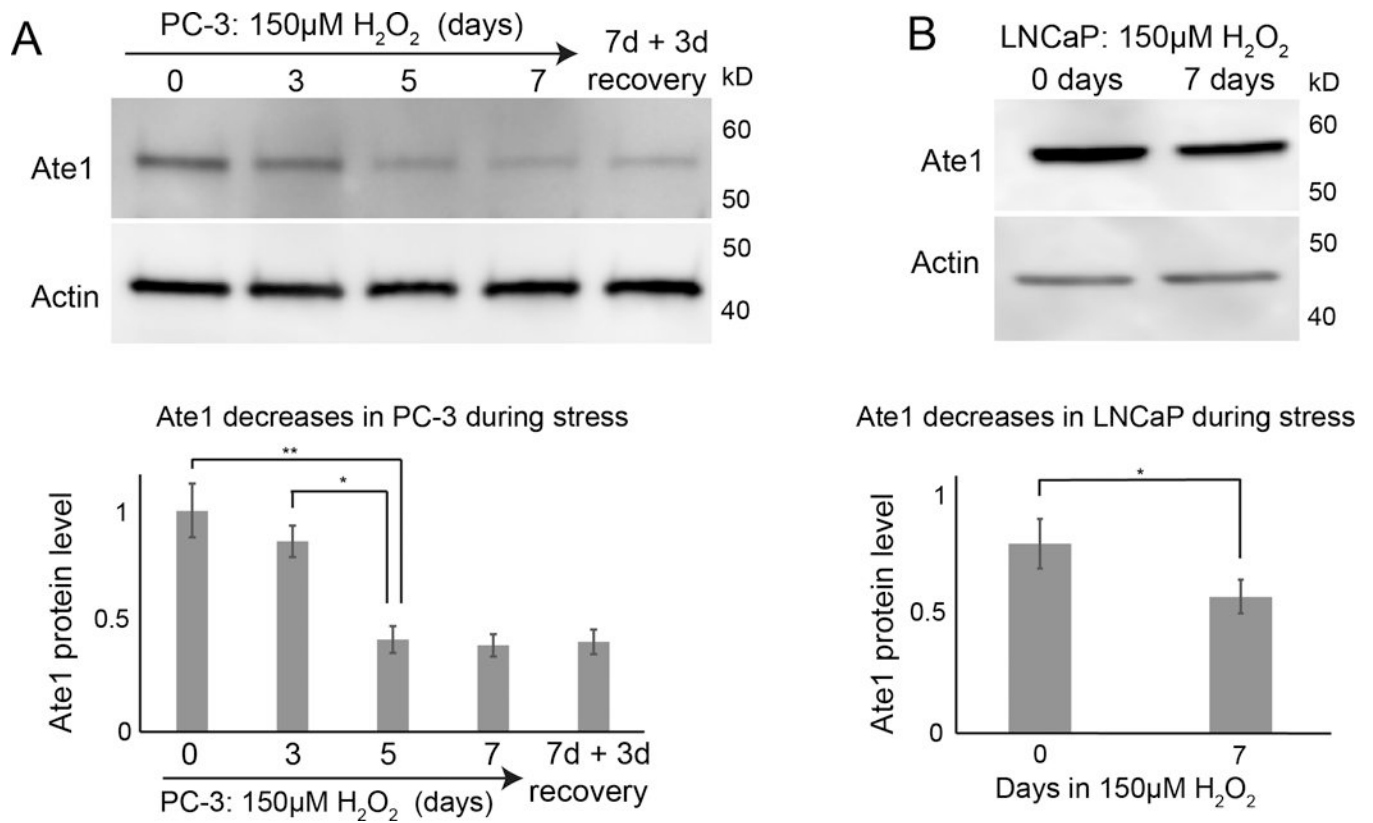 A
PC-3: 150µM H₂O₂ (days)
7d + 3d
recovery
0 3 5 7
kD
Ate1
60
50
Actin
50
40
Ate1 decreases in PC-3 during stress
**
*
Ate1 protein level
1
0.5
0
0 3 5 7 7d + 3d
recovery
PC-3: 150µM H₂O₂ (days)
B
LNCaP: 150µM H₂O₂
0 days 7 days kD
Ate1
60
50
Actin
50
40
Ate1 decreases in LNCaP during stress
*
Ate1 protein level
1
0.5
0
0 7
Days in 150µM H₂O₂